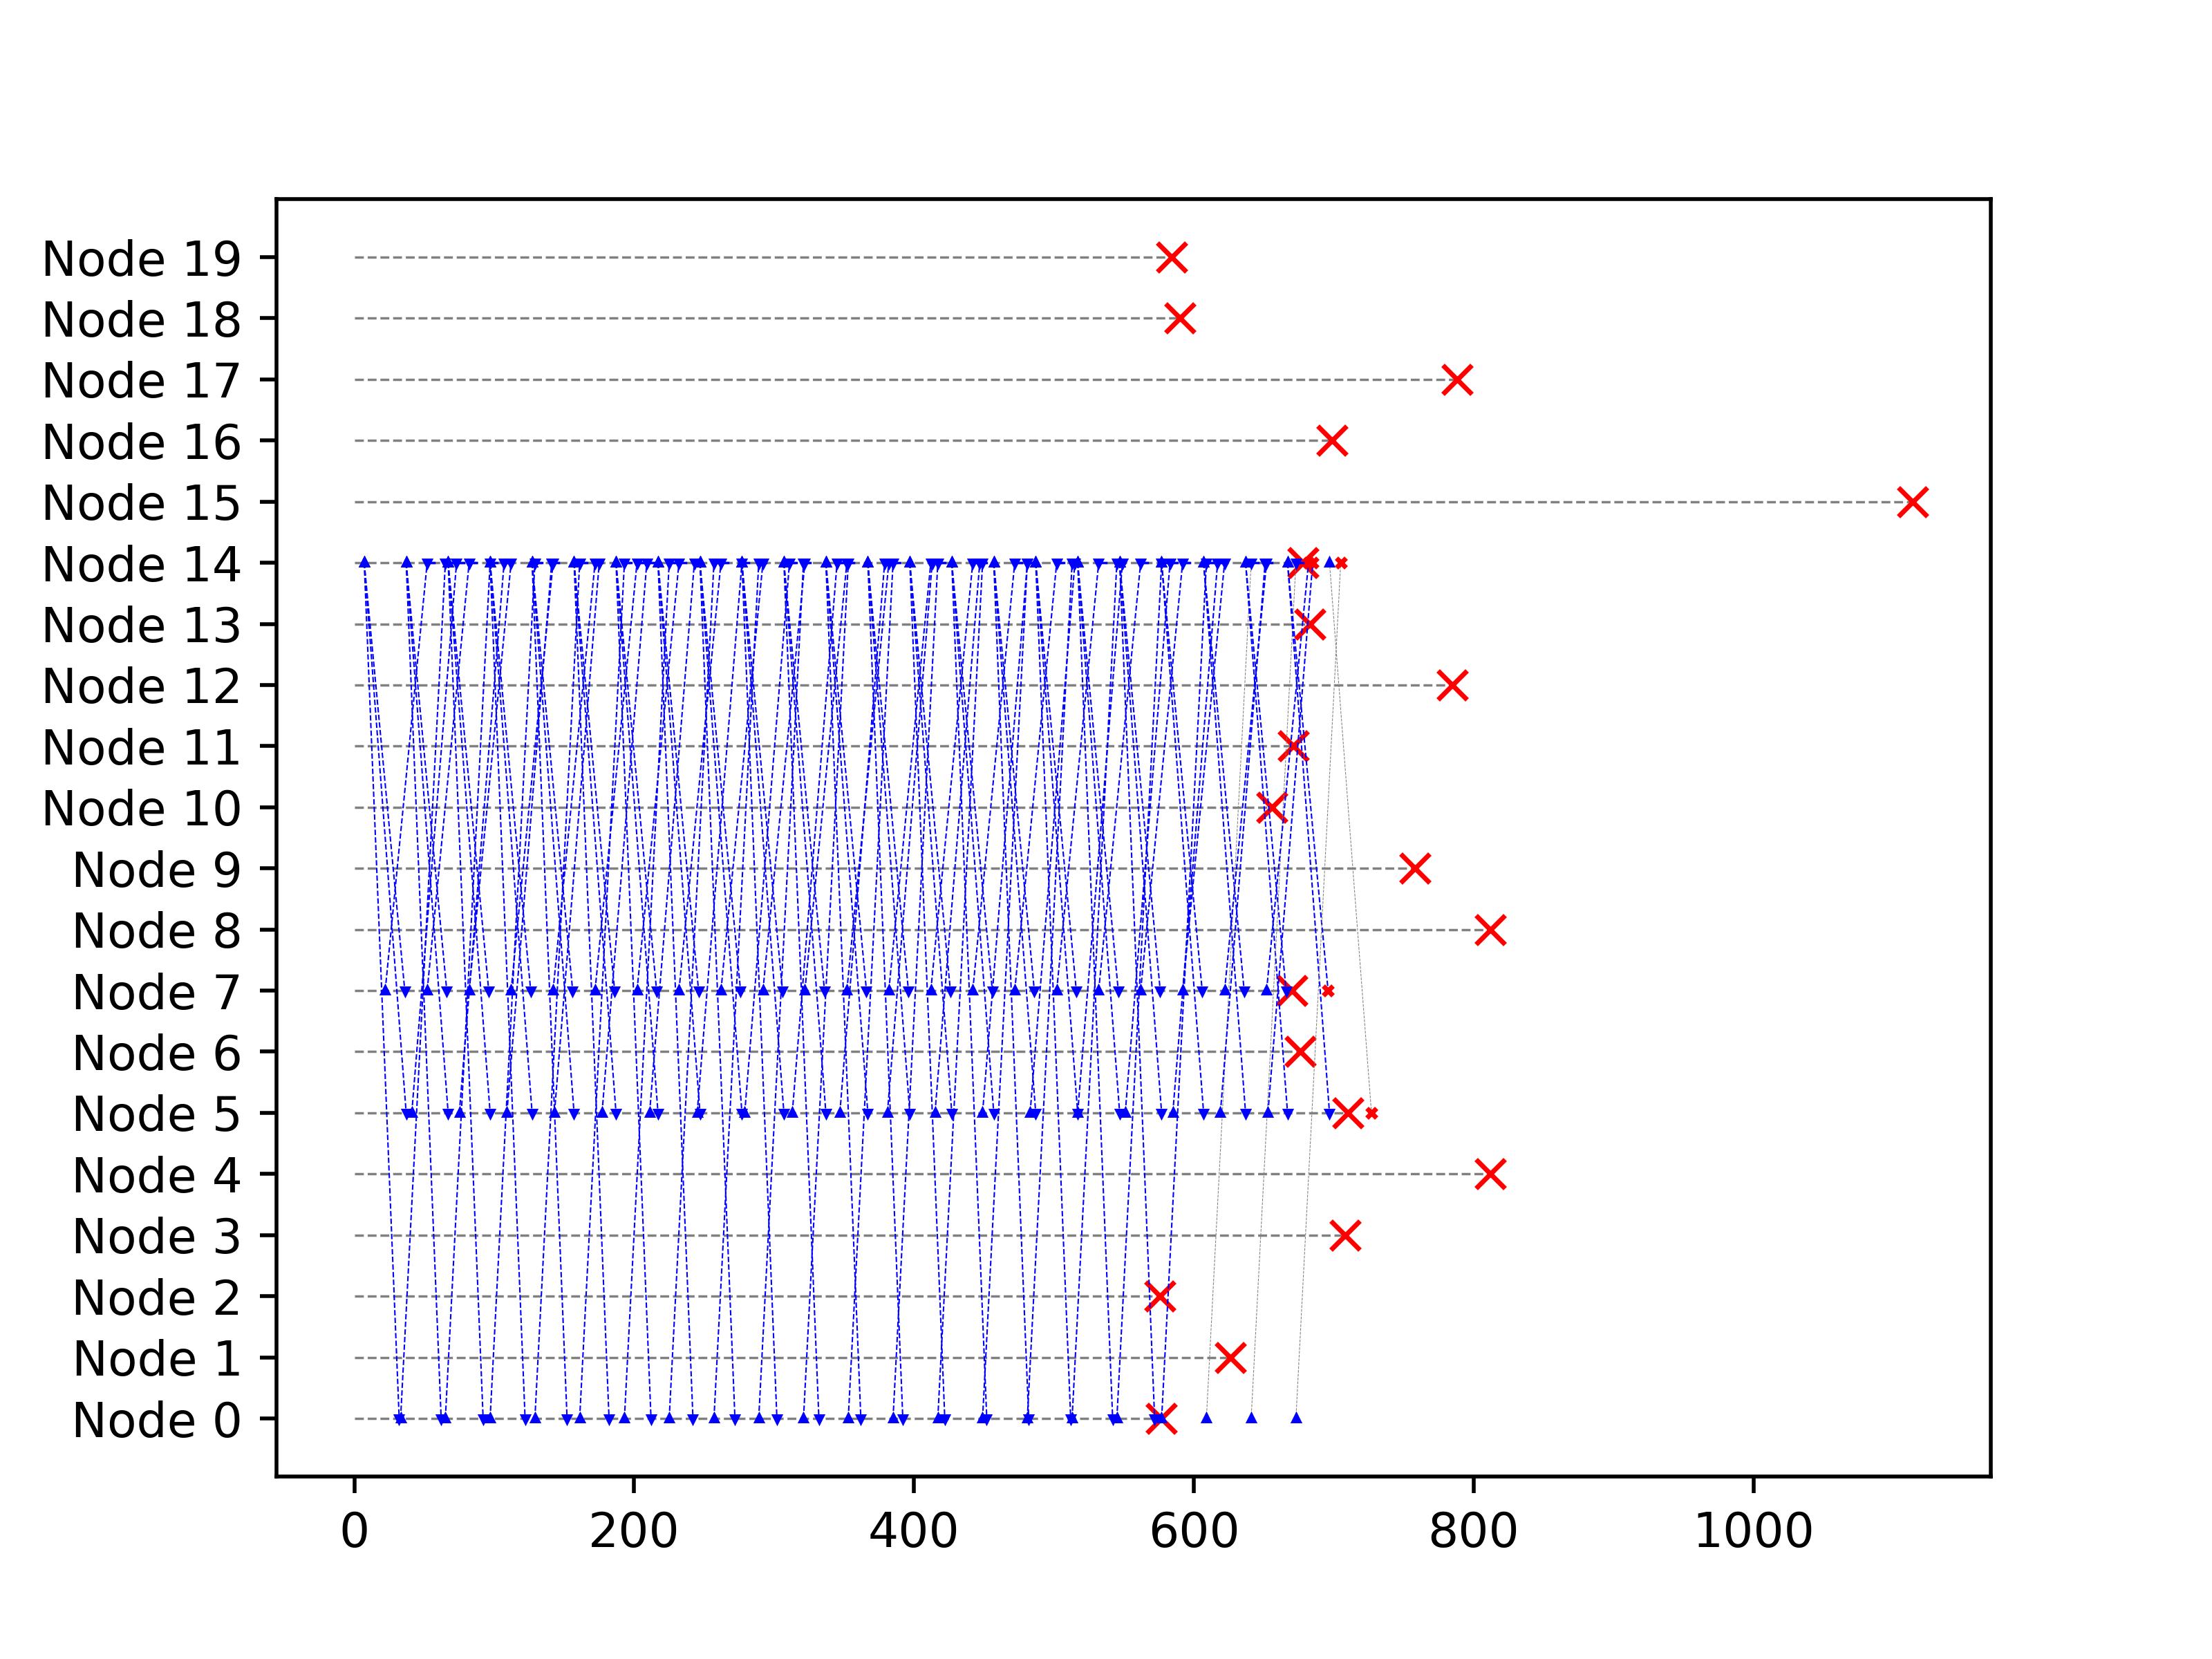 Node 19
Node 18
Node 17
Node 16
Node 15
Node 14
Node 13
Node 12
Node 11
Node 10
Node 9
Node 8
Node 7
Node 6
Node 5
Node 4
Node 3
Node 2
Node 1
Node 0
0 200 400 600 800 1000